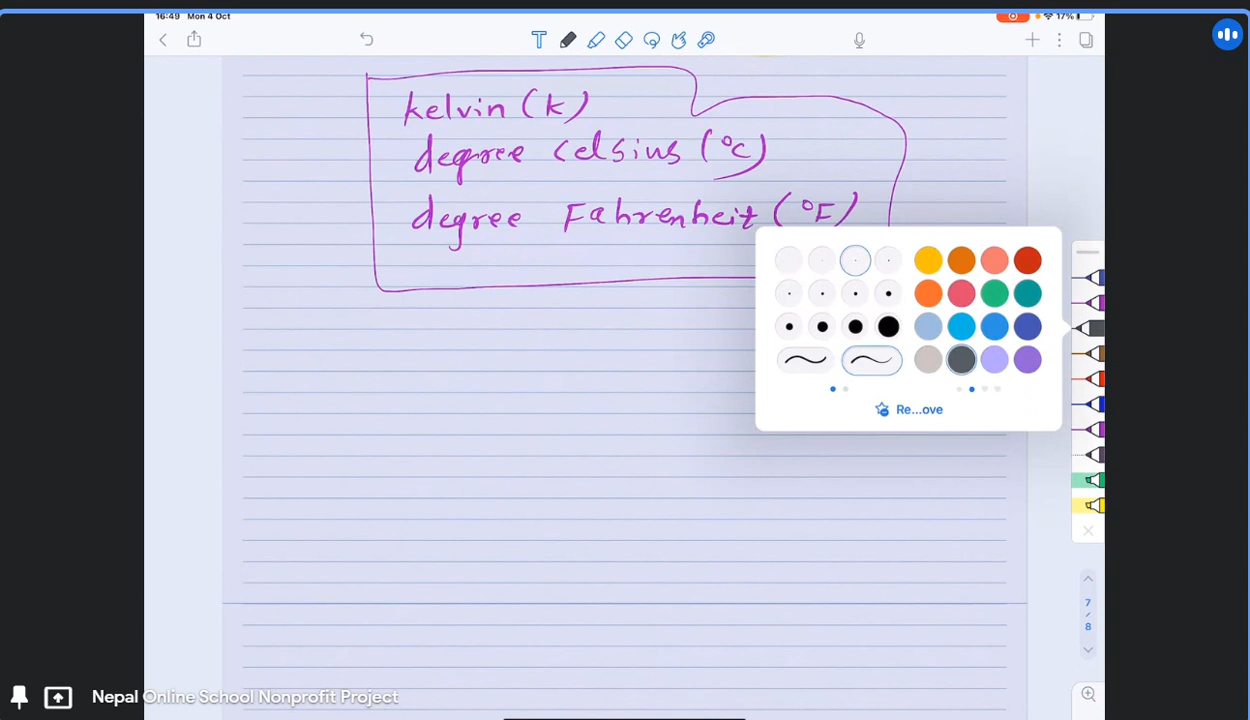 16:49 Mon 4 Oct
17%
T
kelvin (k)
degree celsius (°C)
degree Fahrenheit (°F)
Re...ove
7
/
8
Nepal Online School Nonprofit Project